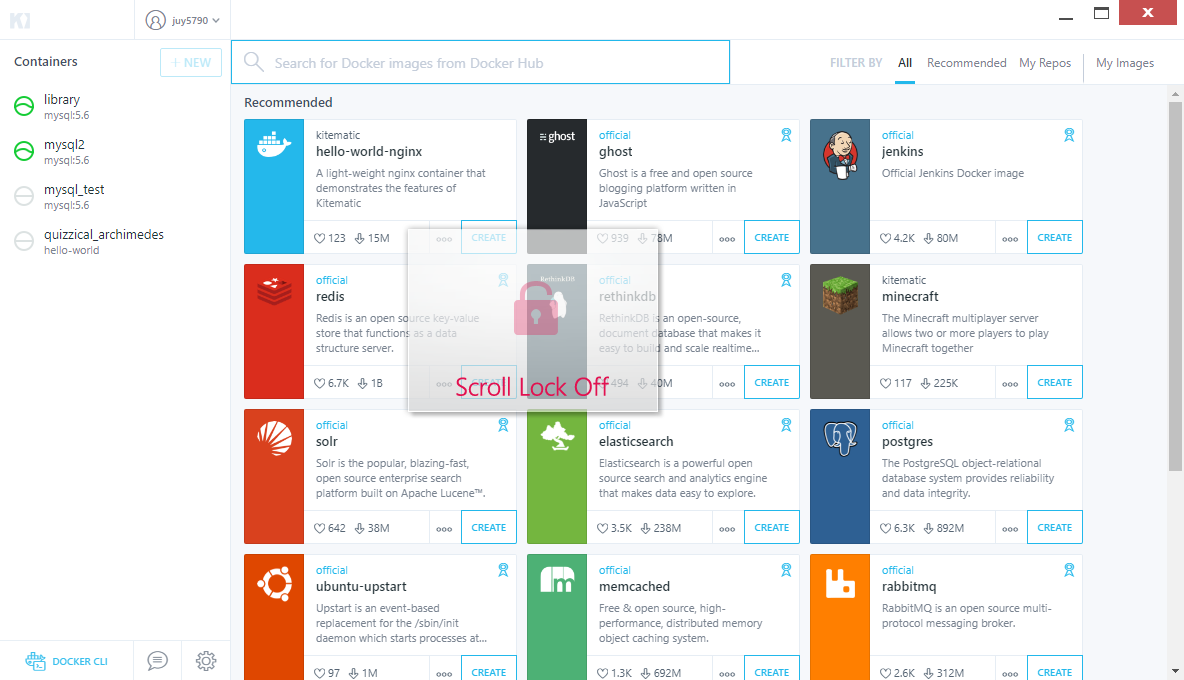 juy5790
Containers
+ NEW
library
mysql:5.6
mysql2
mysql:5.6
mysql_test
mysql:5.6
quizzical_archimedes
hello-world
DOCKER CLI
Search for Docker images from Docker Hub
FILTER BY All Recommended My Repos My Images
Recommended
kitematic
hello-world-nginx
A light-weight nginx container that
demonstrates the features of
Kitematic
123 15M CREATE
ghost
official
ghost
Ghost is a free and open source
blogging platform written in
JavaScript
939 78M CREATE
official
jenkins
Official Jenkins Docker image
4.2K 80M CREATE
official
redis
Redis is an open source key-value
store that functions as a data
structure server.
6.7K 1B CREATE
RethinkDB
official
rethinkdb
RethinkDB is an open-source,
document database that makes it
easy to build and scale realtime...
494 40M CREATE
kitematic
minecraft
The Minecraft multiplayer server
allows two or more players to play
Minecraft together
117 225K CREATE
Scroll Lock Off
official
solr
Solr is the popular, blazing-fast,
open source enterprise search
platform built on Apache Lucene™.
642 38M CREATE
official
elasticsearch
Elasticsearch is a powerful open
source search and analytics engine
that makes data easy to explore.
3.5K 238M CREATE
official
postgres
The PostgreSQL object-relational
database system provides reliability
and data integrity.
6.3K 892M CREATE
official
ubuntu-upstart
Upstart is an event-based
replacement for the /sbin/init
daemon which starts processes at...
97 1M CREATE
official
memcached
Free & open source, high-
performance, distributed memory
object caching system.
1.3K 692M CREATE
official
rabbitmq
RabbitMQ is an open source multi-
protocol messaging broker.
2.6K 312M CREATE